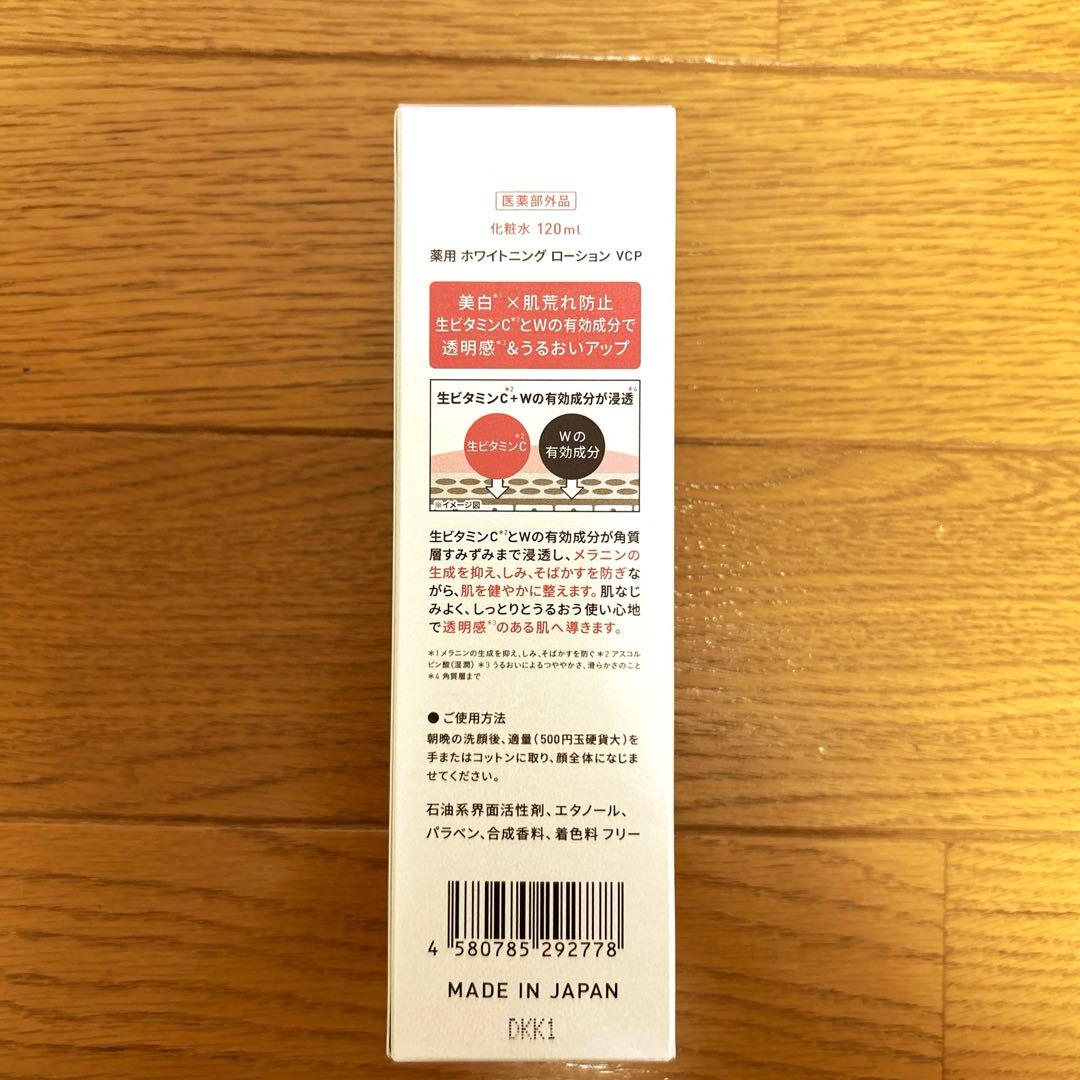 医薬部外品
化粧水 120ml
薬用 ホワイトニング ローション VCP
美白*1×肌荒れ防止
生ビタミンC*2とWの有効成分で
透明感*3&うるおいアップ
生ビタミンC*2+Wの有効成分が浸透*4
生ビタミンC*2
Wの
有効成分
※イメージ図
生ビタミンC*2とWの有効成分が角質
層すみずみまで浸透し、メラニンの
生成を抑え、しみ、そばかすを防ぎな
がら、肌を健やかに整えます。肌なじ
みよく、しっとりとうるおう使い心地
で透明感*3のある肌へ導きます。
*1 メラニンの生成を抑え、しみ、そばかすを防ぐ *2 アスコル
ビン酸(湿潤) *3 うるおいによるつややかさ、滑らかさのこと
*4 角質層まで
● ご使用方法
朝晩の洗顔後、適量(500円玉硬貨大)を
手またはコットンに取り、顔全体になじま
せてください。
石油系界面活性剤、エタノール、
パラベン、合成香料、着色料 フリー
4 580785 292778
MADE IN JAPAN
DKK1